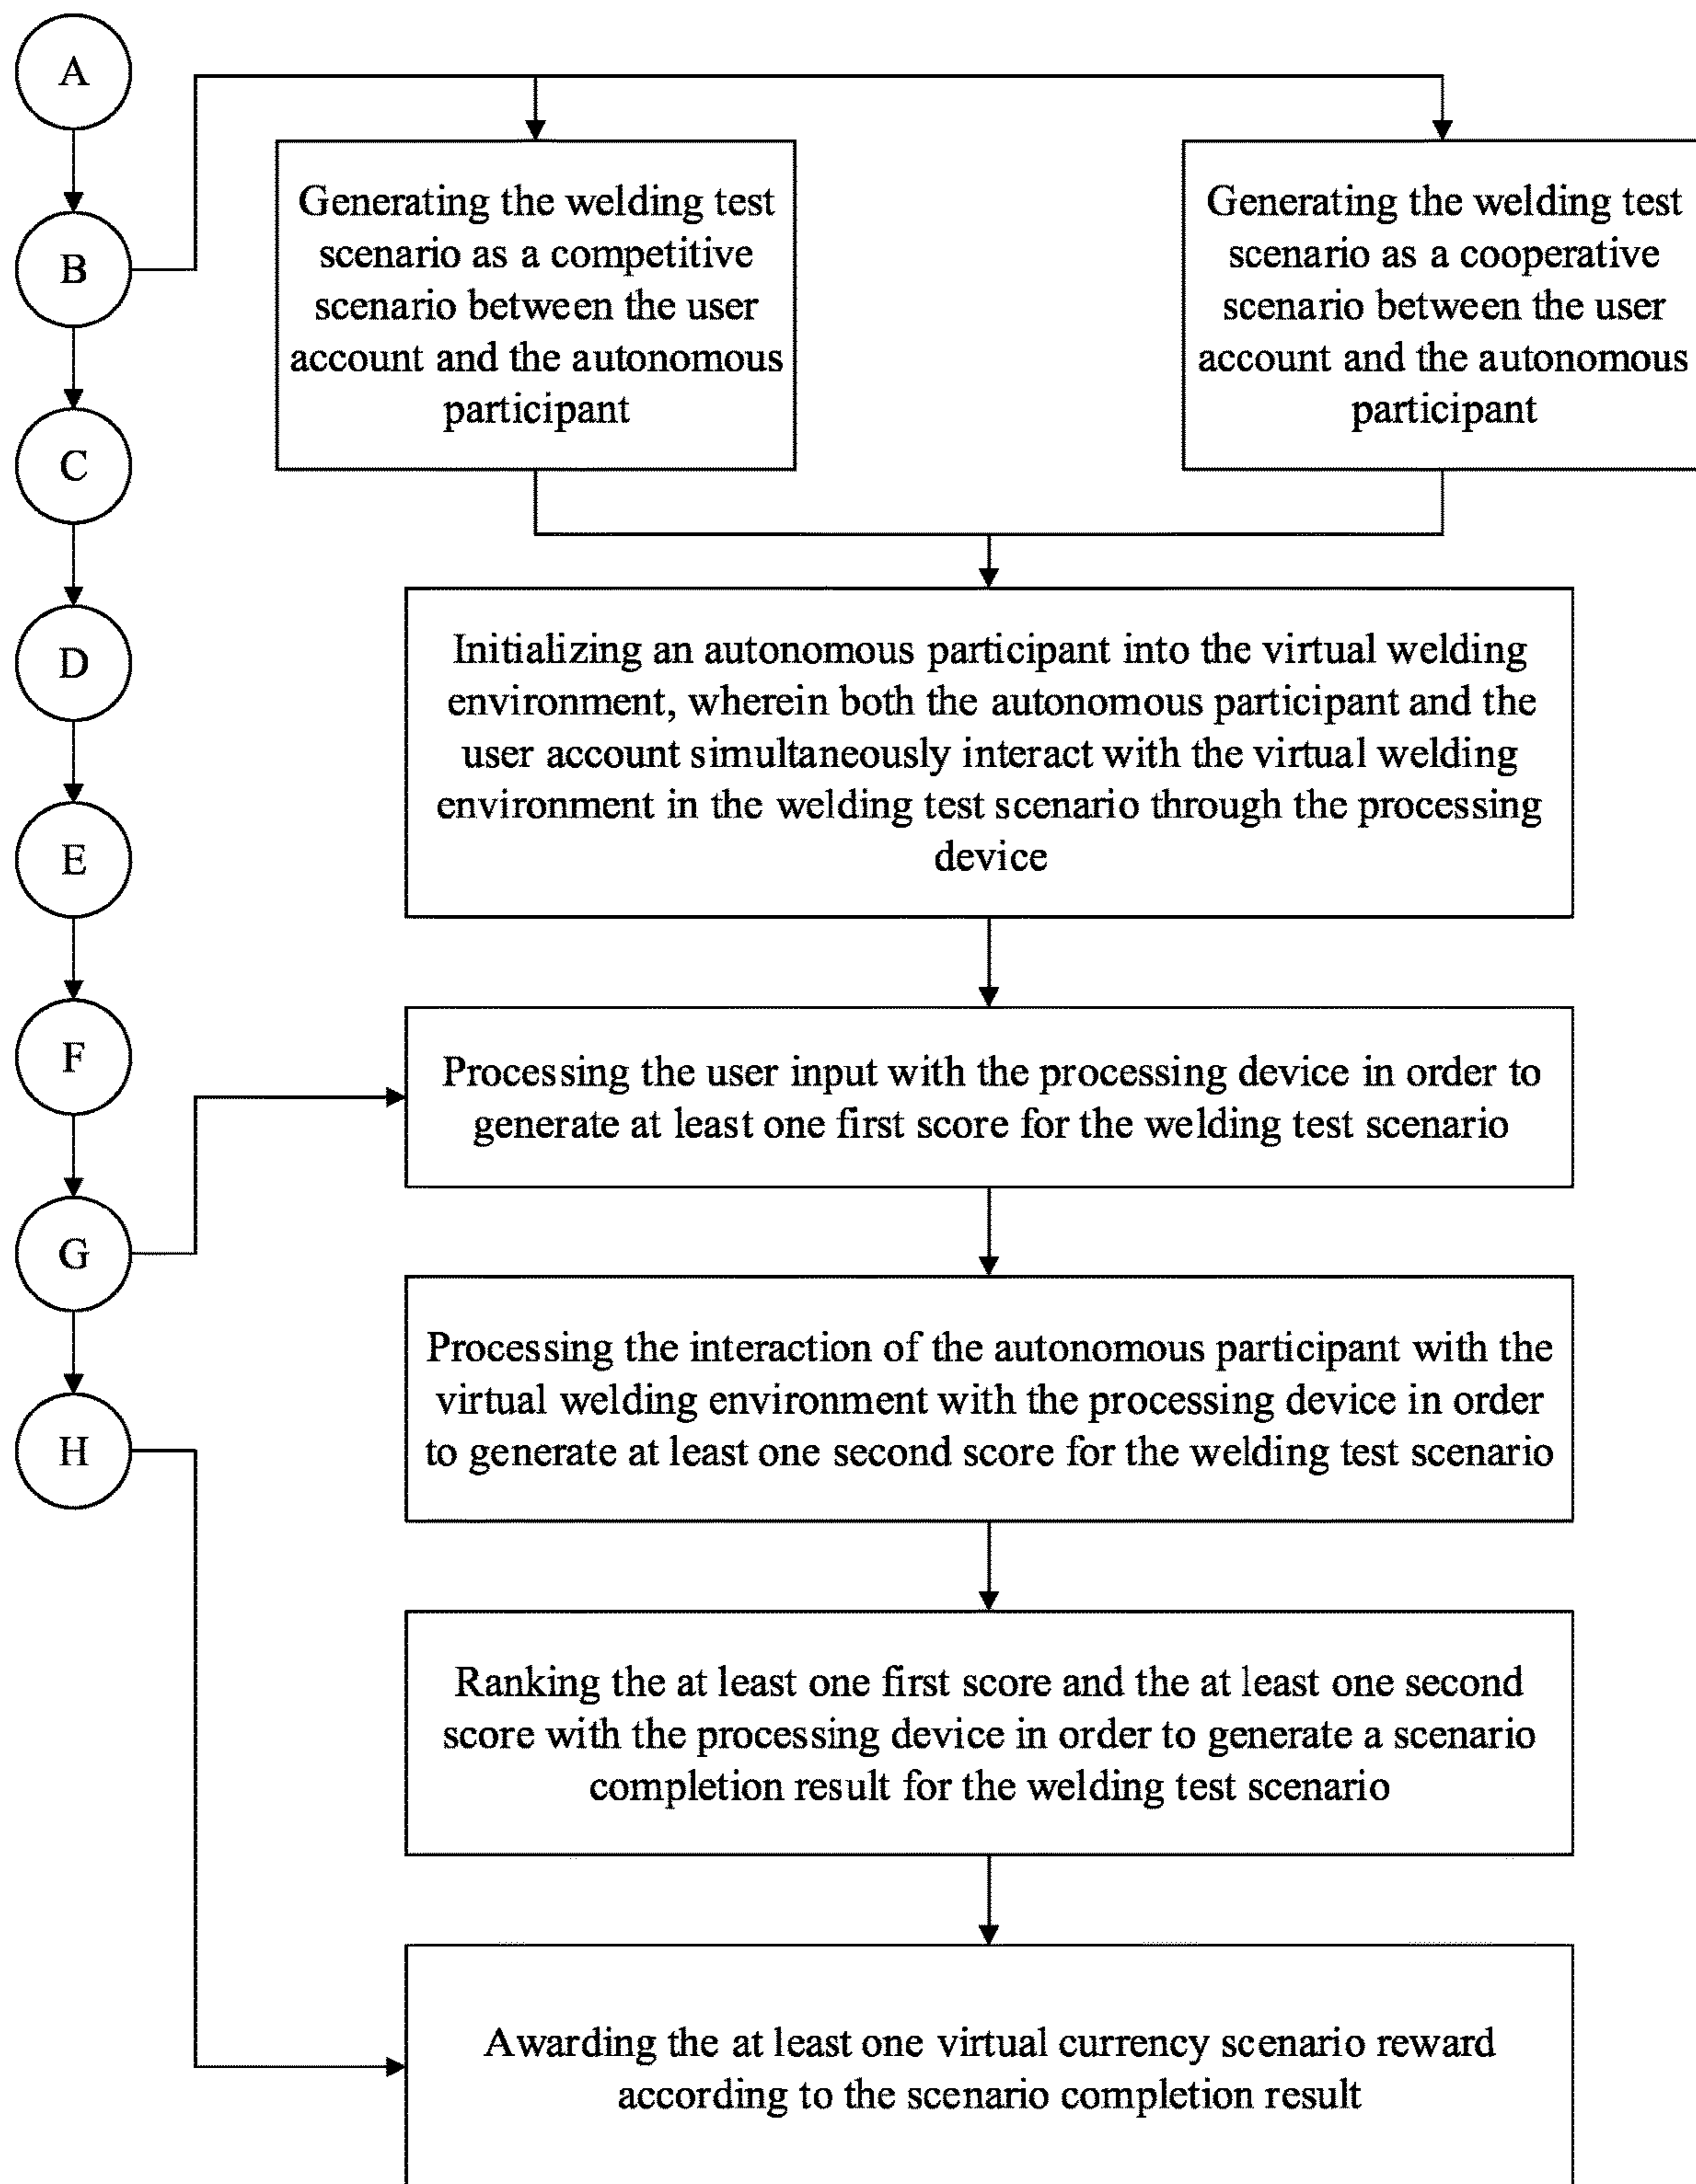 A
B
C
D
E
F
G
H
Generating the welding test
scenario as a competitive
scenario between the user
account and the autonomous
participant
Generating the welding test
scenario as a cooperative
scenario between the user
account and the autonomous
participant
Initializing an autonomous participant into the virtual welding
environment, wherein both the autonomous participant and the
user account simultaneously interact with the virtual welding
environment in the welding test scenario through the processing
device
Processing the user input with the processing device in order to
generate at least one first score for the welding test scenario
Processing the interaction of the autonomous participant with the
virtual welding environment with the processing device in order
to generate at least one second score for the welding test scenario
Ranking the at least one first score and the at least one second
score with the processing device in order to generate a scenario
completion result for the welding test scenario
Awarding the at least one virtual currency scenario reward
according to the scenario completion result